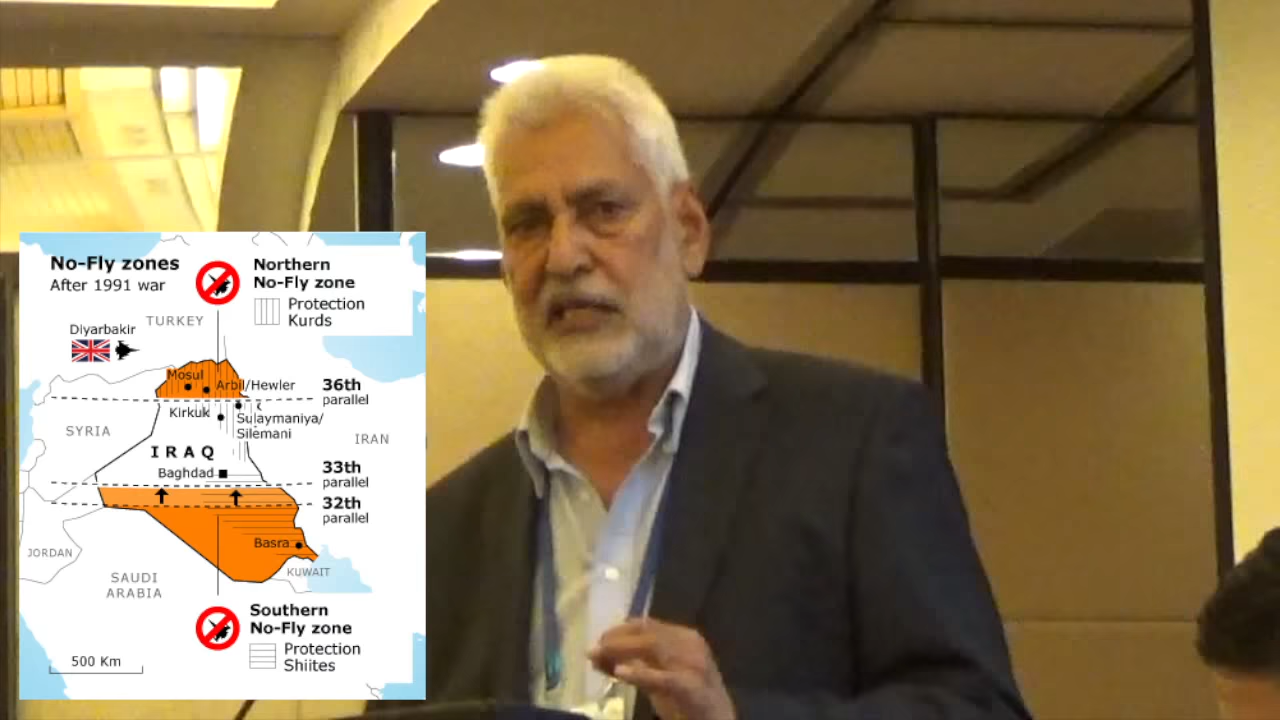 No-Fly zones
After 1991 war
Northern
No-Fly zone
Protection
Kurds
TURKEY
Diyarbakir
Mosul
Arbil/Hewler
36th
parallel
Kirkuk
Sulaymaniya/
Silemani
SYRIA
IRAN
IRAQ
Baghdad
33th
parallel
32th
parallel
Basra
JORDAN
KUWAIT
SAUDI
ARABIA
Southern
No-Fly zone
Protection
Shiites
500 Km